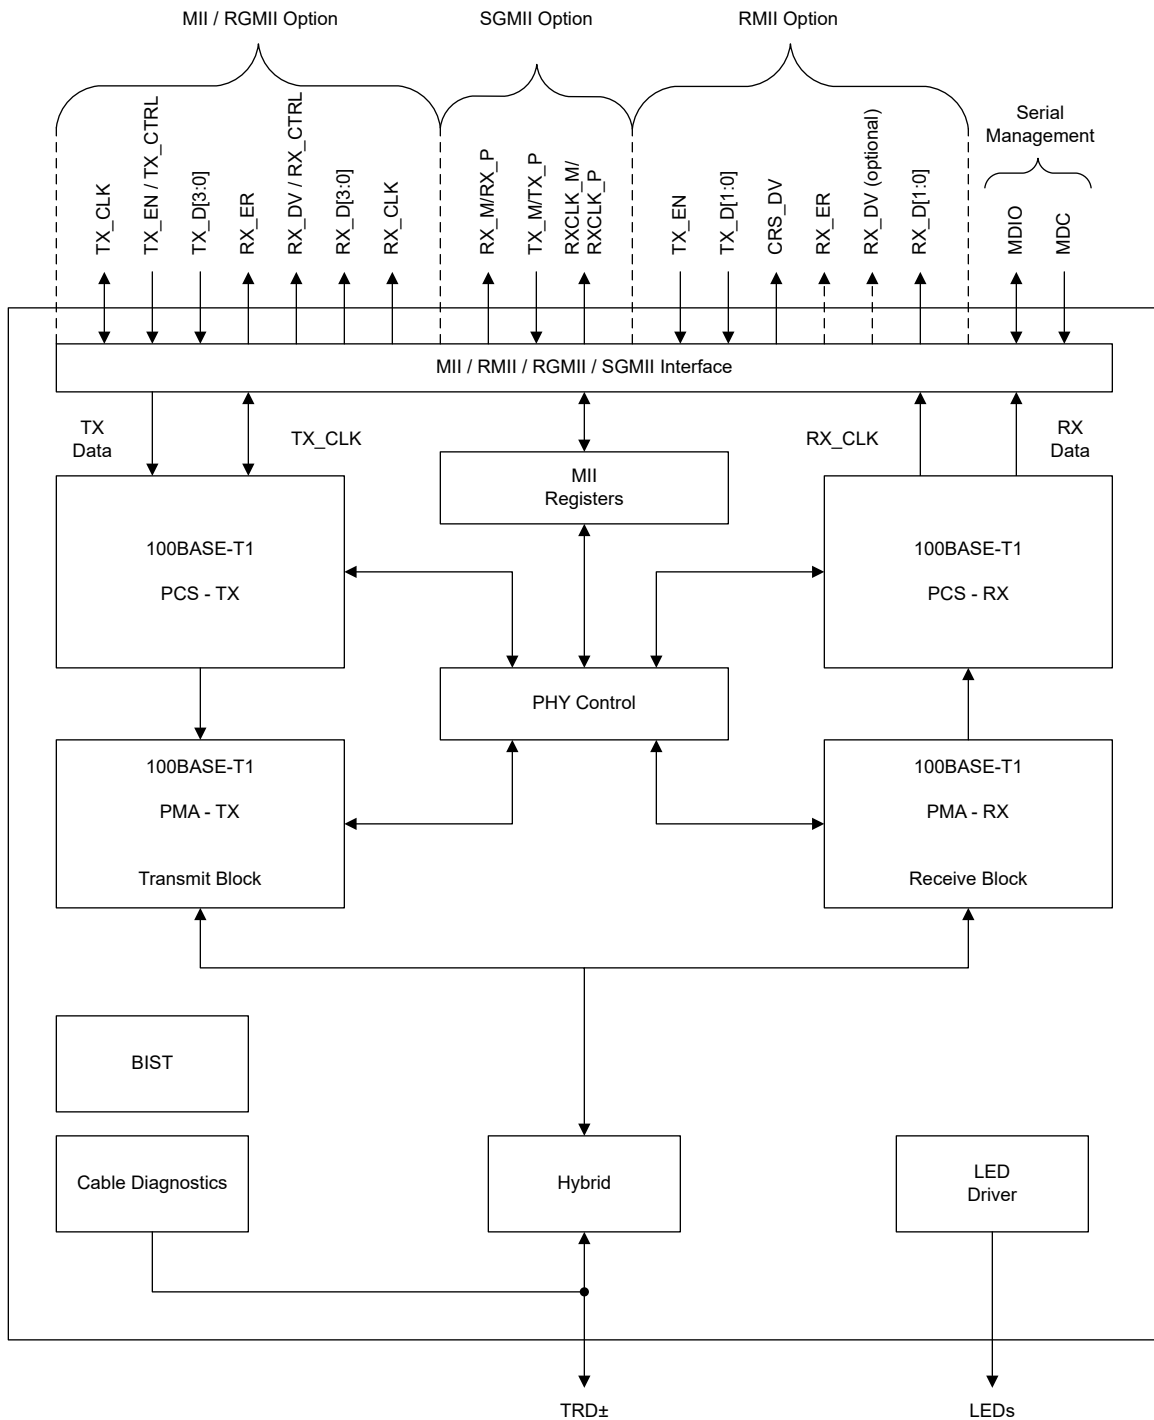 MII / RGMII Option
SGMII Option
RMII Option
Serial
Management
TX_CLK
TX_EN / TX_CTRL
TX_D[3:0]
RX_ER
RX_DV / RX_CTRL
RX_D[3:0]
RX_CLK
RX_M/RX_P
TX_M/TX_P
RXCLK_M/
RXCLK_P
TX_EN
TX_D[1:0]
CRS_DV
RX_ER
RX_DV (optional)
RX_D[1:0]
MDIO
MDC
MII / RMII / RGMII / SGMII Interface
TX
Data
TX_CLK
RX_CLK
RX
Data
MII
Registers
100BASE-T1
PCS - TX
100BASE-T1
PCS - RX
PHY Control
100BASE-T1
PMA - TX
Transmit Block
100BASE-T1
PMA - RX
Receive Block
BIST
Cable Diagnostics
Hybrid
LED
Driver
TRD±
LEDs